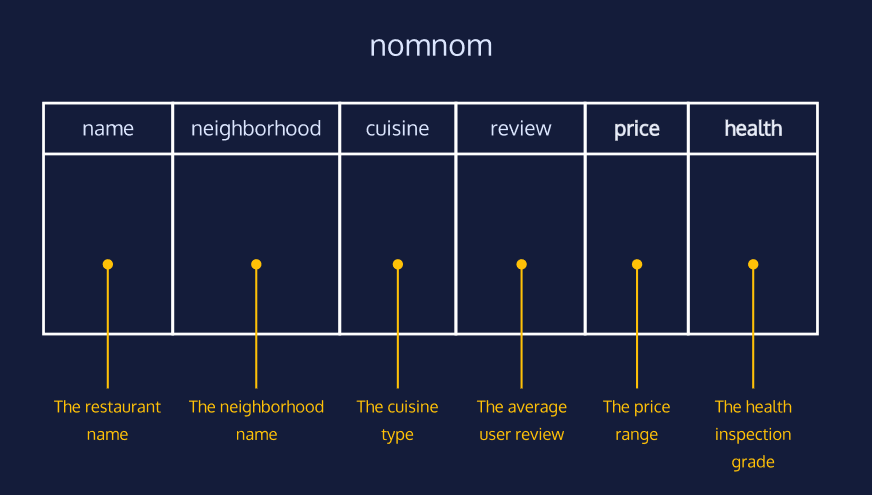 nomnom
name neighborhood cuisine review price health
The restaurant name
The neighborhood name
The cuisine type
The average user review
The price range
The health inspection grade